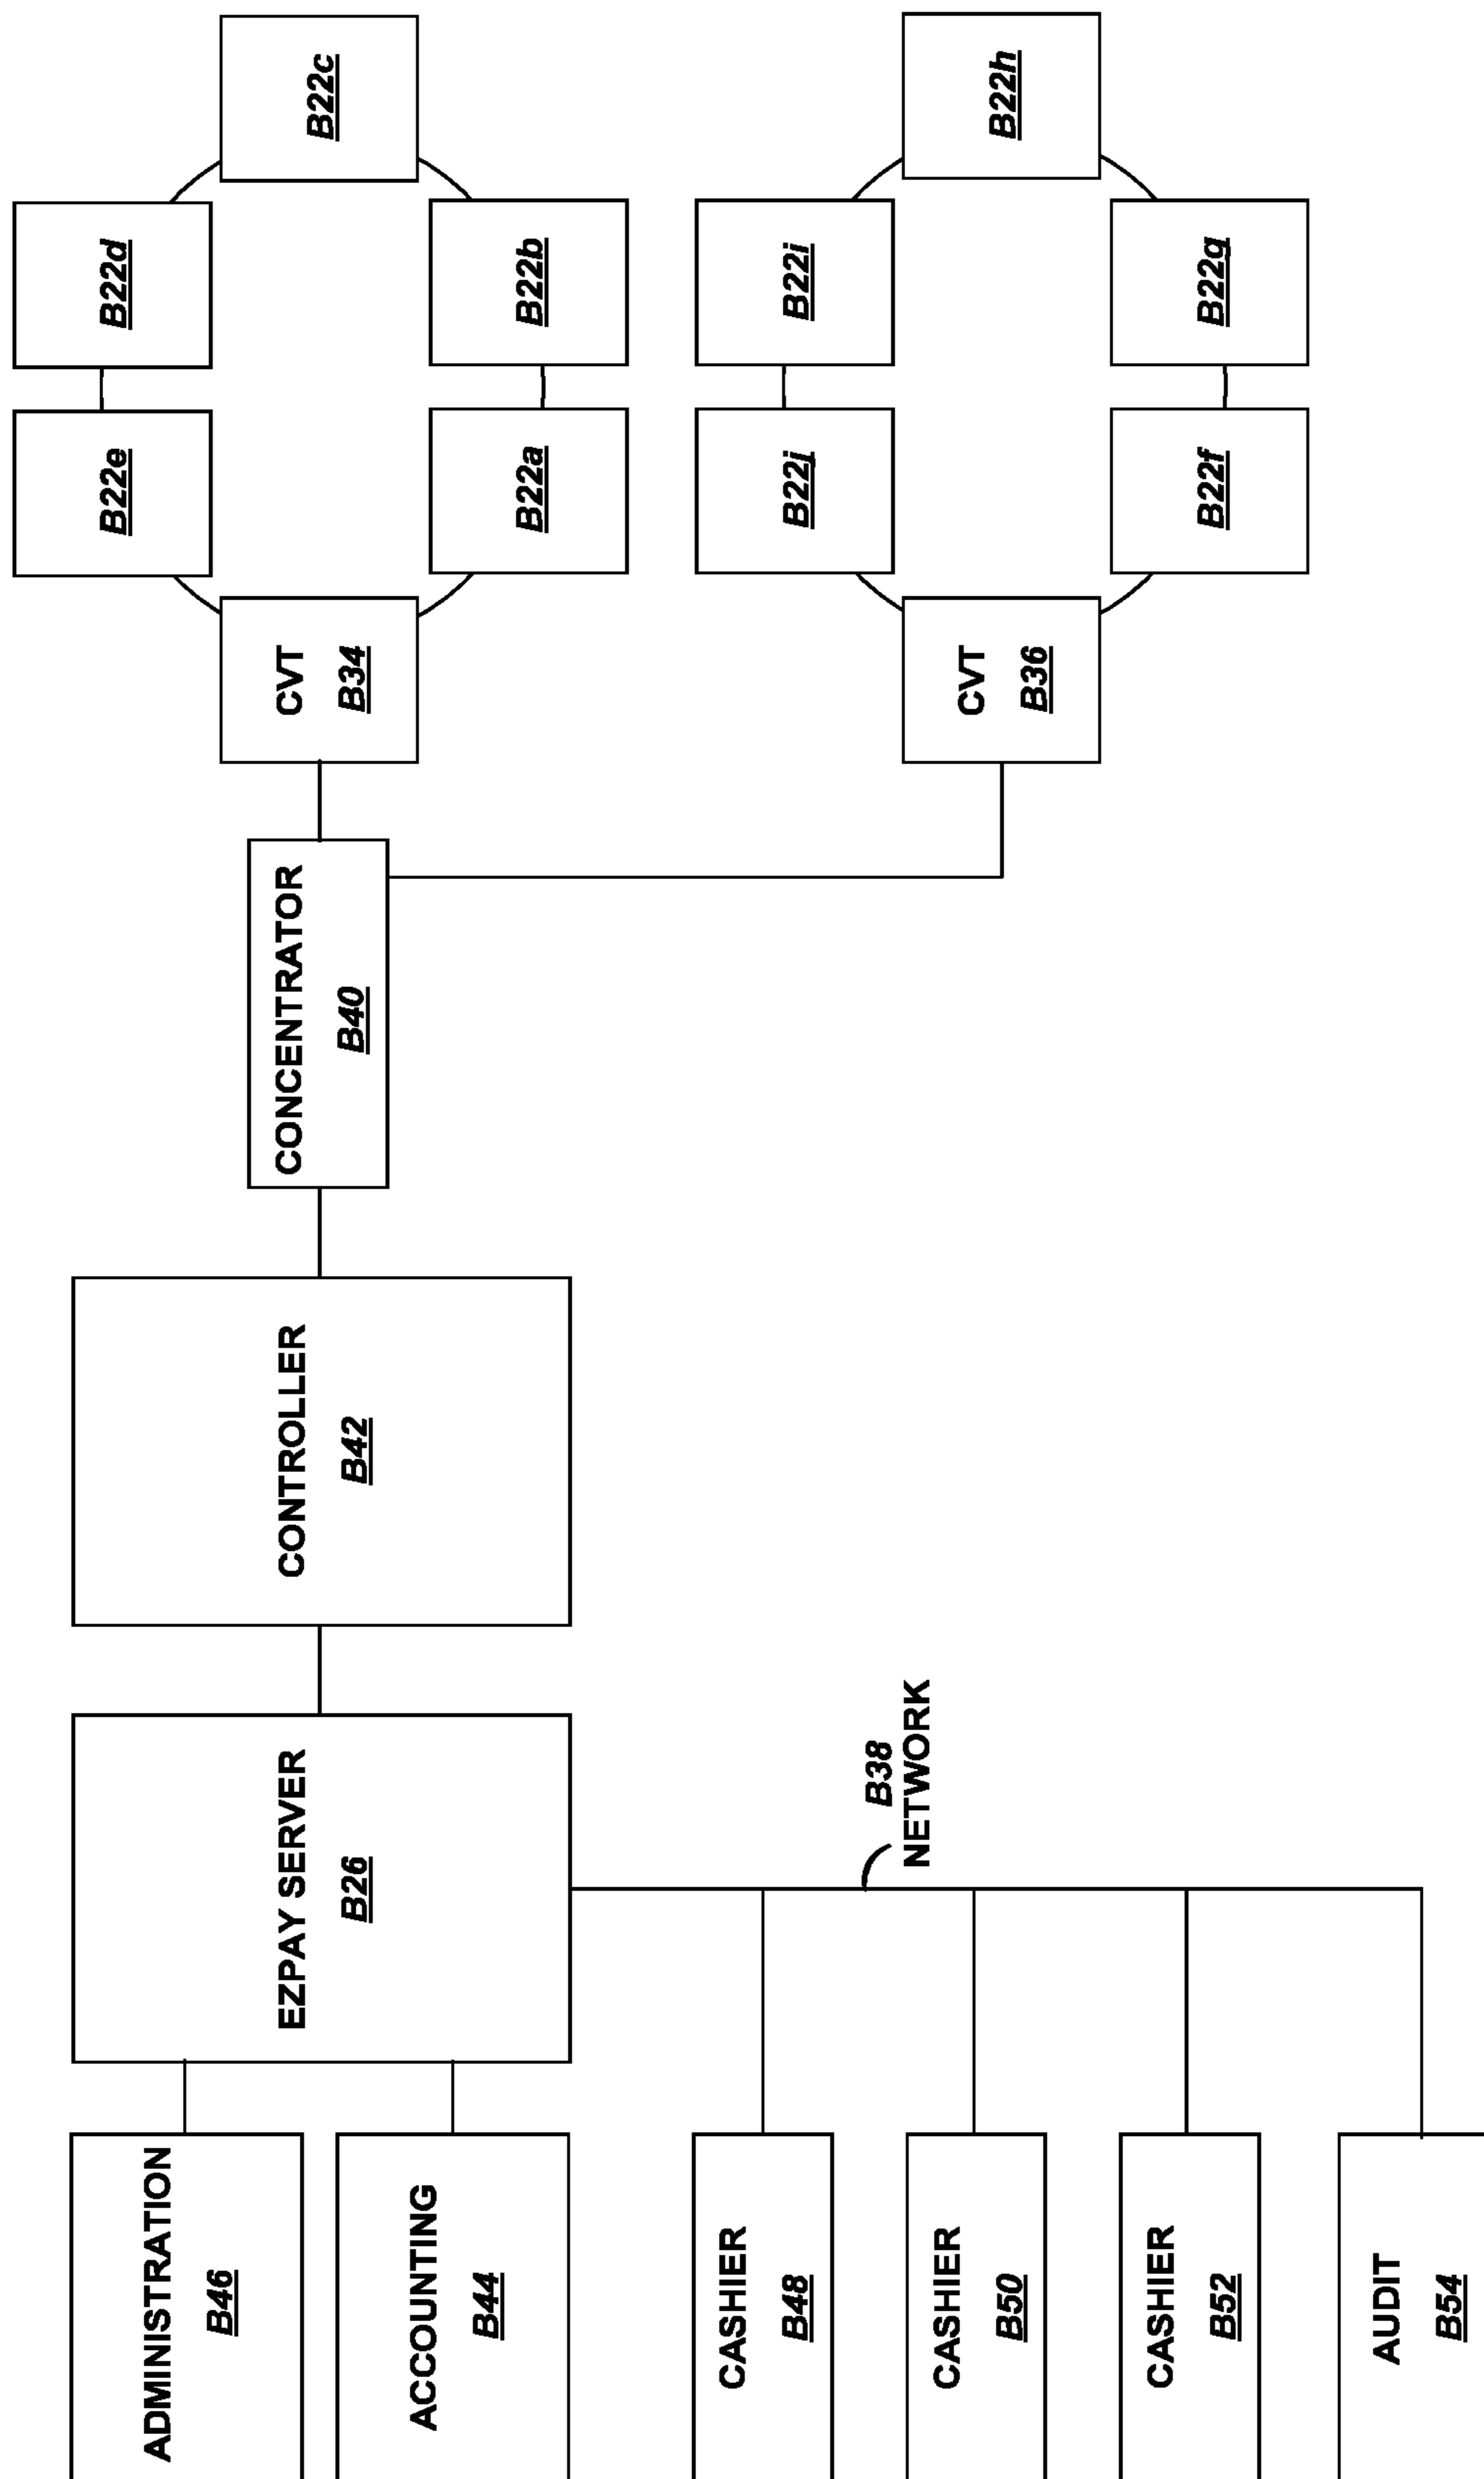 ADMINISTRATION
B46
ACCOUNTING
B44
CASHIER
B48
CASHIER
B50
CASHIER
B52
AUDIT
B54
EZPAY SERVER
B26
B38
NETWORK
CONTROLLER
B42
CONCENTRATOR
B40
CVT
B34
B22e
B22d
B22c
B22a
B22b
CVT
B36
B22j
B22i
B22h
B22f
B22g